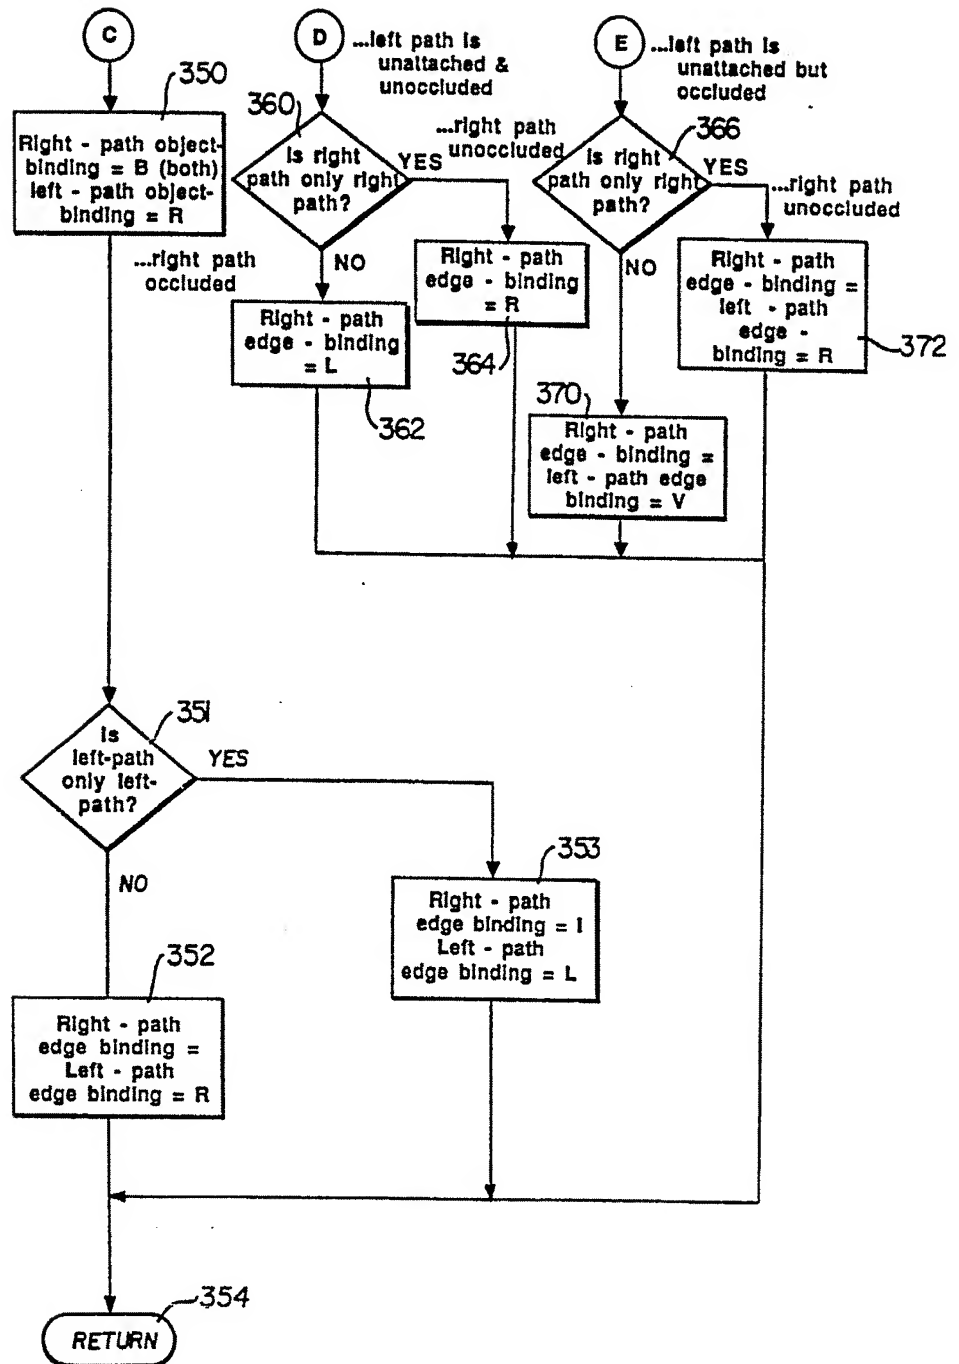 C
350
Right - path object-
binding = B (both)
left - path object-
binding = R
D
...left path is
unattached &
unoccluded
360
Is right
path only right
path?
YES
...right path
unoccluded
NO
...right path
occluded
Right - path
edge - binding
= L
362
Right - path
edge - binding
= R
364
E
...left path is
unattached but
occluded
366
Is right
path only right
path?
YES
...right path
unoccluded
NO
Right - path
edge - binding =
left - path
edge -
binding = R
372
370
Right - path
edge - binding =
left - path edge
binding = V
351
Is
left-path
only left-
path?
YES
NO
353
Right - path
edge binding = I
Left - path
edge binding = L
352
Right - path
edge binding =
Left - path
edge binding = R
354
RETURN